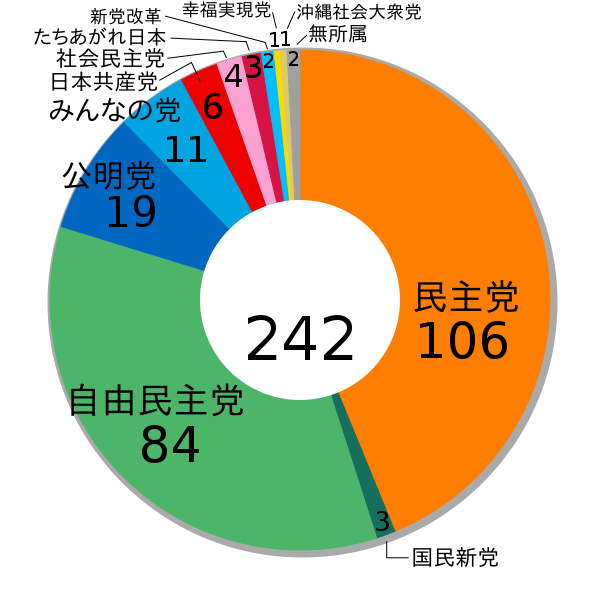 幸福実現党
沖縄社会大衆党
新党改革
無所属
たちあがれ日本
社会民主党
日本共産党
みんなの党
公明党
1
1
2
2
3
4
6
11
19
民主党
106
242
自由民主党
84
3
国民新党